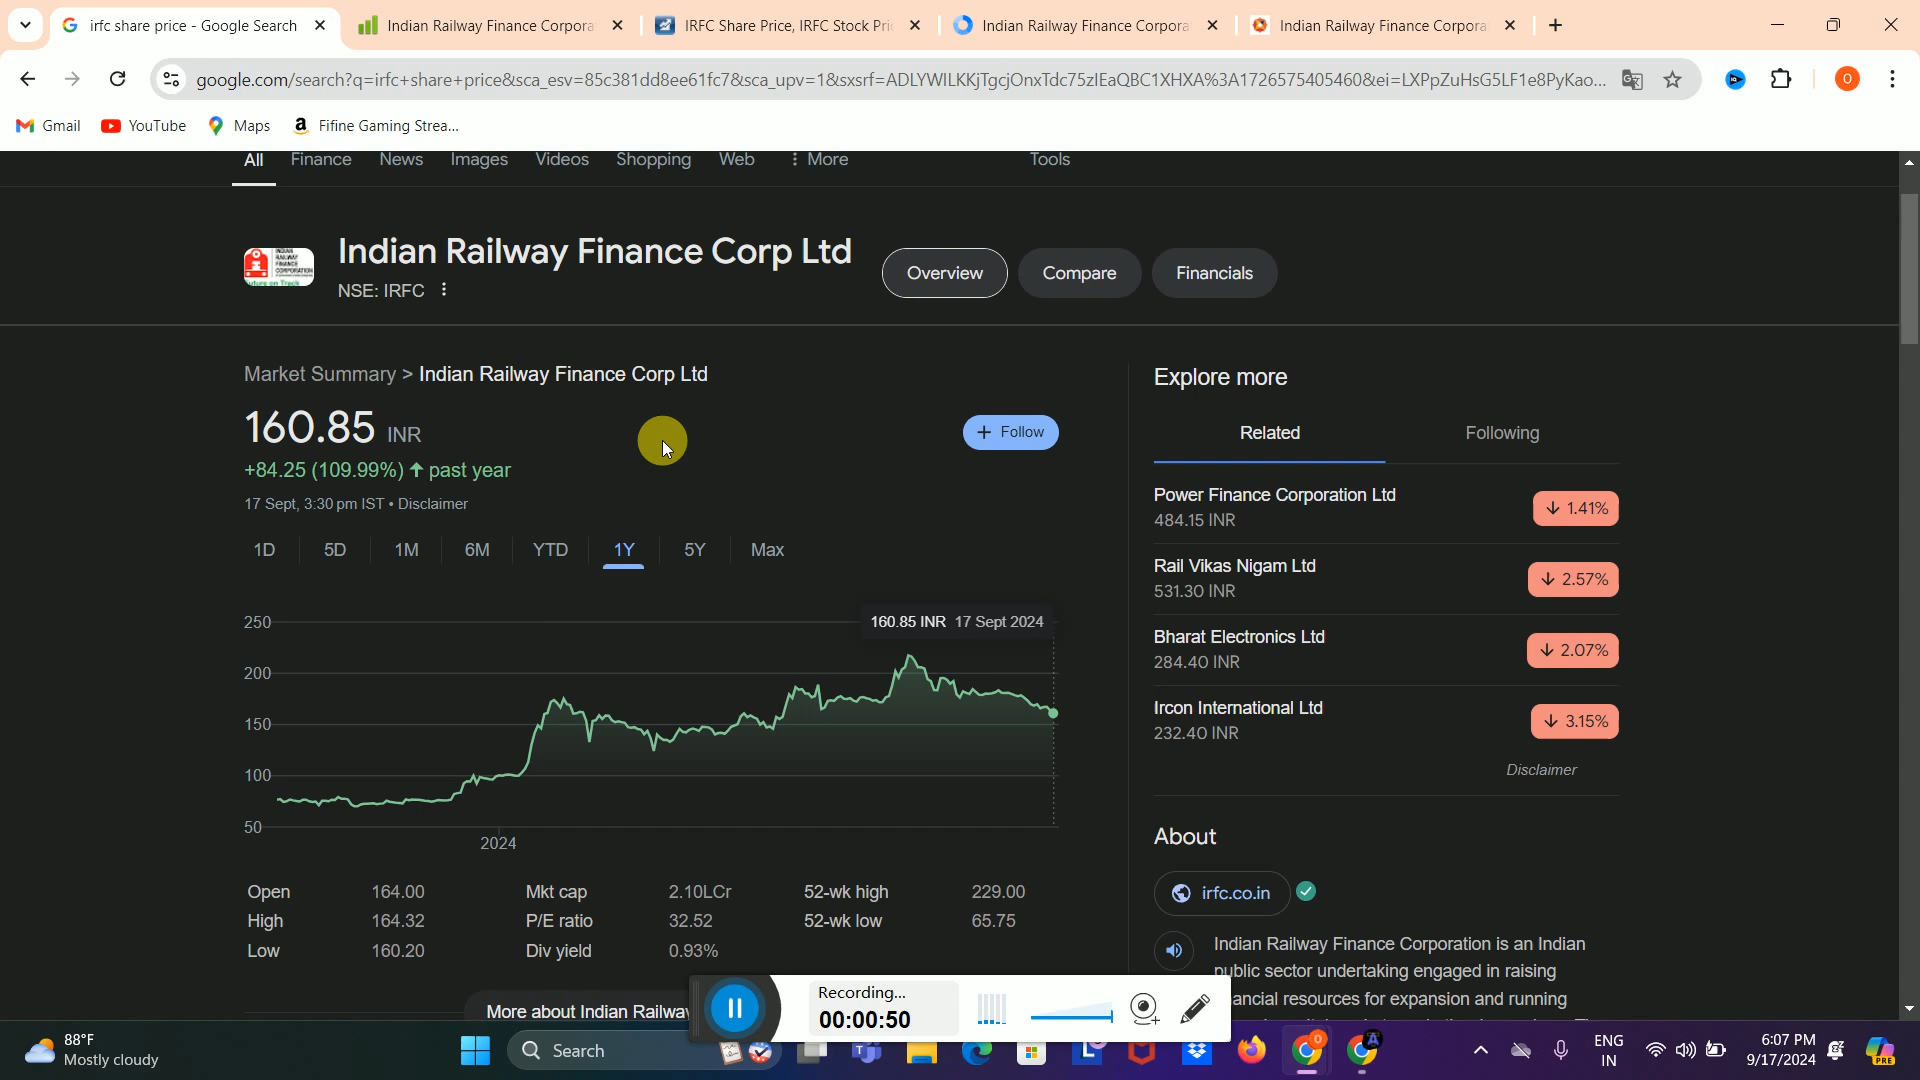 irfc share price - Google Search
Indian Railway Finance Corpora
IRFC Share Price, IRFC Stock Pri
Indian Railway Finance Corpora
Indian Railway Finance Corpora
google.com/search?q=irfc+share+price&sca_esv=85c381dd8ee61fc7&sca_upv=1&sxsrf=ADLYWILKKjTgcjOnxTdc75zIEaQBC1XHXA%3A1726575405460&ei=LXPpZuHsG5LF1e8PyKao...
O
Gmail
YouTube
Maps
Fifine Gaming Strea...
All
Finance
News
Images
Videos
Shopping
Web
More
Tools
INDIAN RAILWAY FINANCE CORPORATION
Future on Track
Indian Railway Finance Corp Ltd
NSE: IRFC
Overview
Compare
Financials
Market Summary > Indian Railway Finance Corp Ltd
160.85 INR
+ Follow
+84.25 (109.99%) ↑ past year
17 Sept, 3:30 pm IST • Disclaimer
1D
5D
1M
6M
YTD
1Y
5Y
Max
160.85 INR 17 Sept 2024
250
200
150
100
50
2024
Open 164.00
High 164.32
Low 160.20
Mkt cap 2.10LCr
P/E ratio 32.52
Div yield 0.93%
52-wk high 229.00
52-wk low 65.75
More about Indian Railway
Explore more
Related
Following
Power Finance Corporation Ltd
484.15 INR
↓ 1.41%
Rail Vikas Nigam Ltd
531.30 INR
↓ 2.57%
Bharat Electronics Ltd
284.40 INR
↓ 2.07%
Ircon International Ltd
232.40 INR
↓ 3.15%
Disclaimer
About
irfc.co.in
Indian Railway Finance Corporation is an Indian
public sector undertaking engaged in raising
ancial resources for expansion and running
Recording...
00:00:50
88°F
Mostly cloudy
Search
ENG
IN
6:07 PM
9/17/2024
PRE